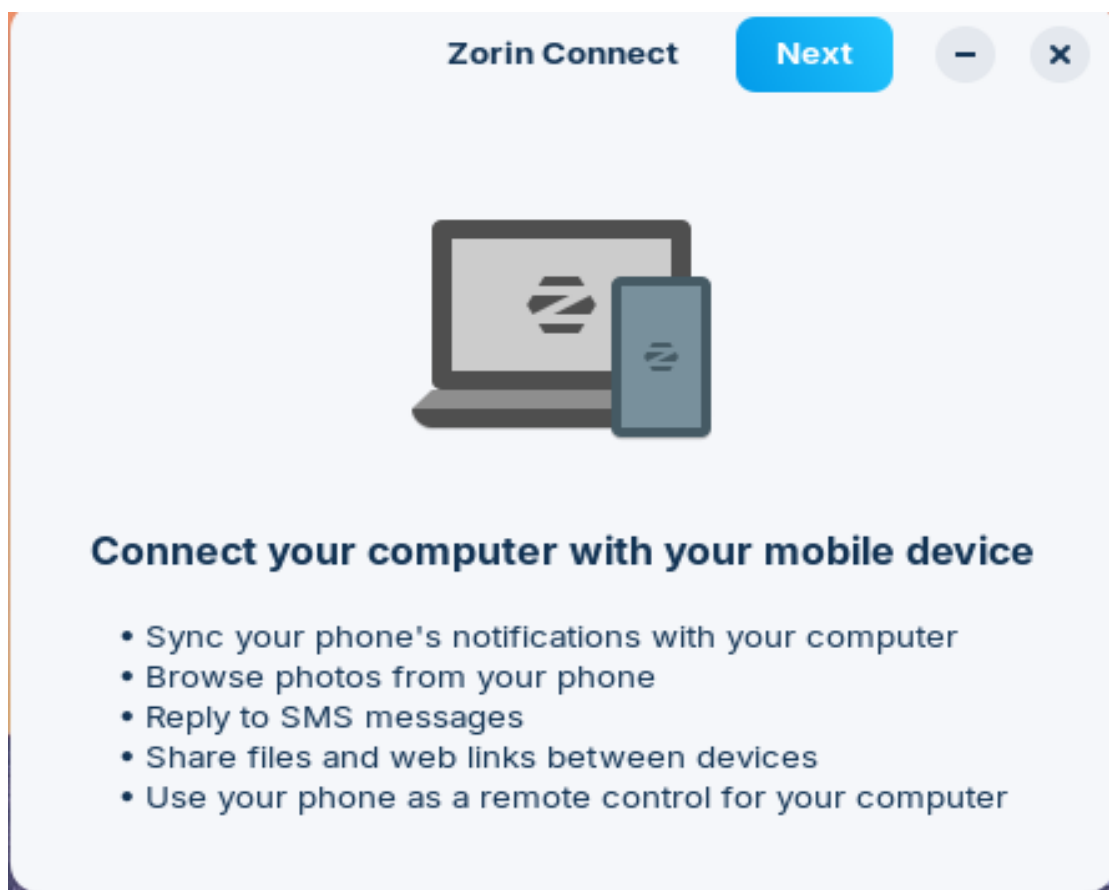 Zorin Connect
Next
Connect your computer with your mobile device
• Sync your phone's notifications with your computer
• Browse photos from your phone
• Reply to SMS messages
• Share files and web links between devices
• Use your phone as a remote control for your computer